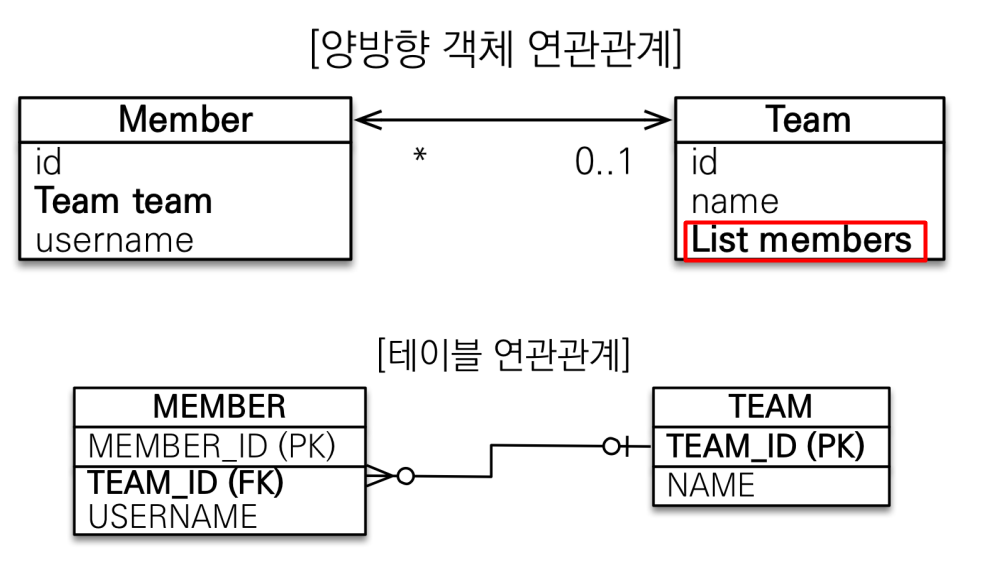 [양방향 객체 연관관계]
Member
id
Team team
username
* 0..1
Team
id
name
List members
[테이블 연관관계]
MEMBER
MEMBER_ID (PK)
TEAM_ID (FK)
USERNAME
TEAM
TEAM_ID (PK)
NAME